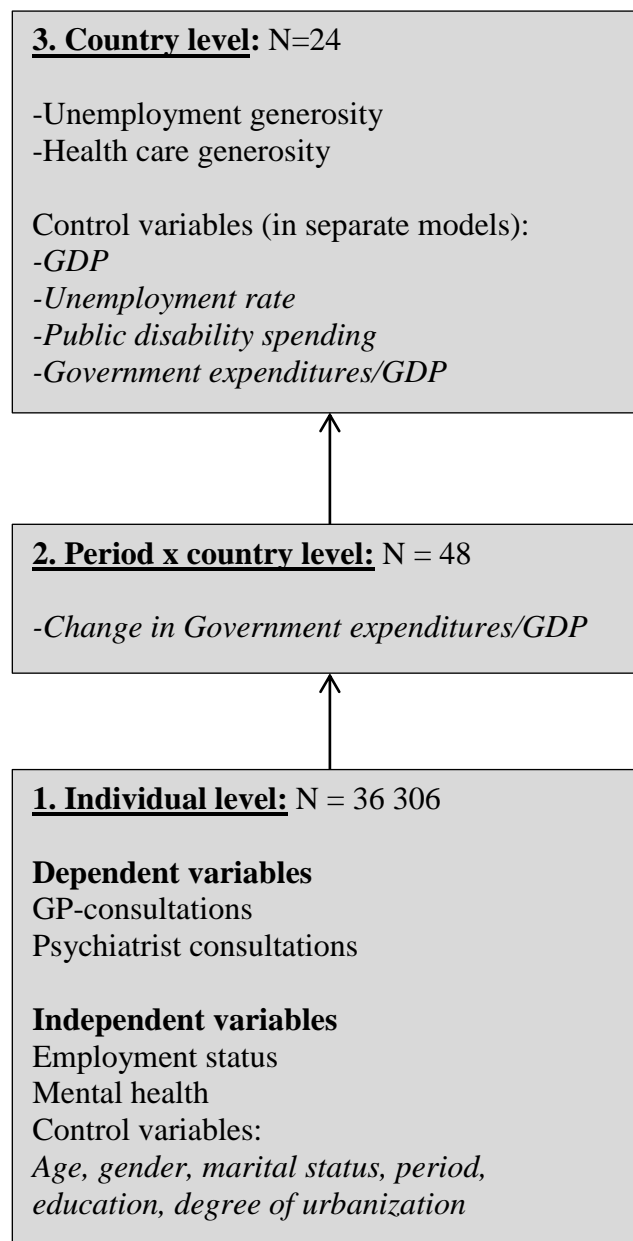 3. Country level: N=24
-Unemployment generosity
-Health care generosity
Control variables (in separate models):
-GDP
-Unemployment rate
-Public disability spending
-Government expenditures/GDP
2. Period x country level: N = 48
-Change in Government expenditures/GDP
1. Individual level: N = 36 306
Dependent variables
GP-consultations
Psychiatrist consultations
Independent variables
Employment status
Mental health
Control variables:
Age, gender, marital status, period,
education, degree of urbanization